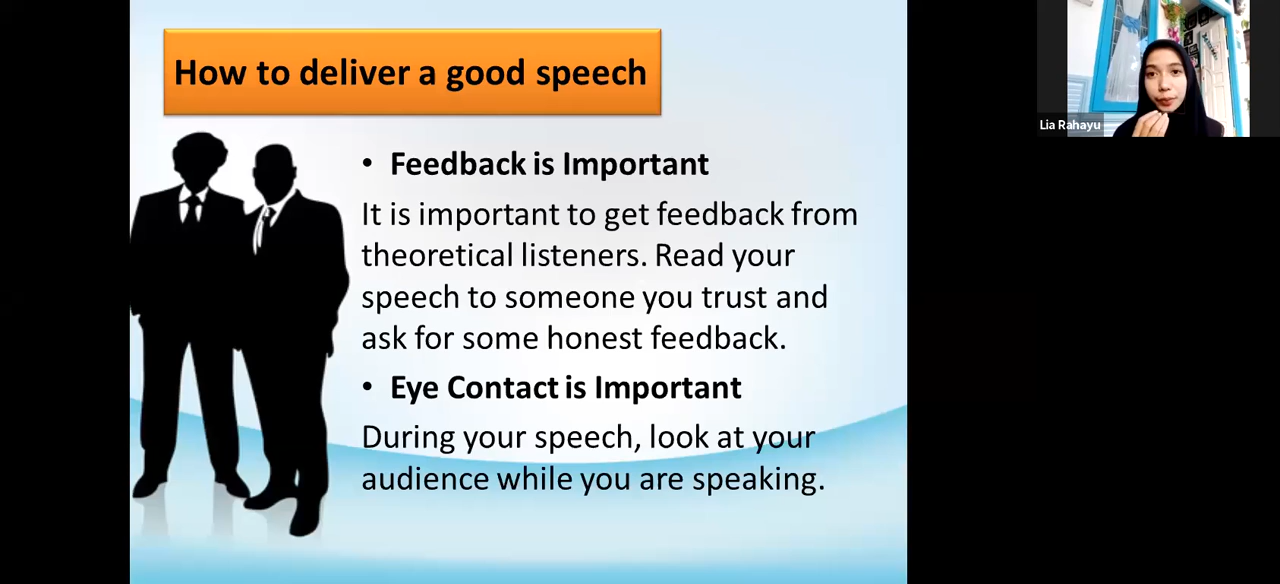 How to deliver a good speech
• Feedback is Important
It is important to get feedback from
theoretical listeners. Read your
speech to someone you trust and
ask for some honest feedback.
• Eye Contact is Important
During your speech, look at your
audience while you are speaking.
Lia Rahayu